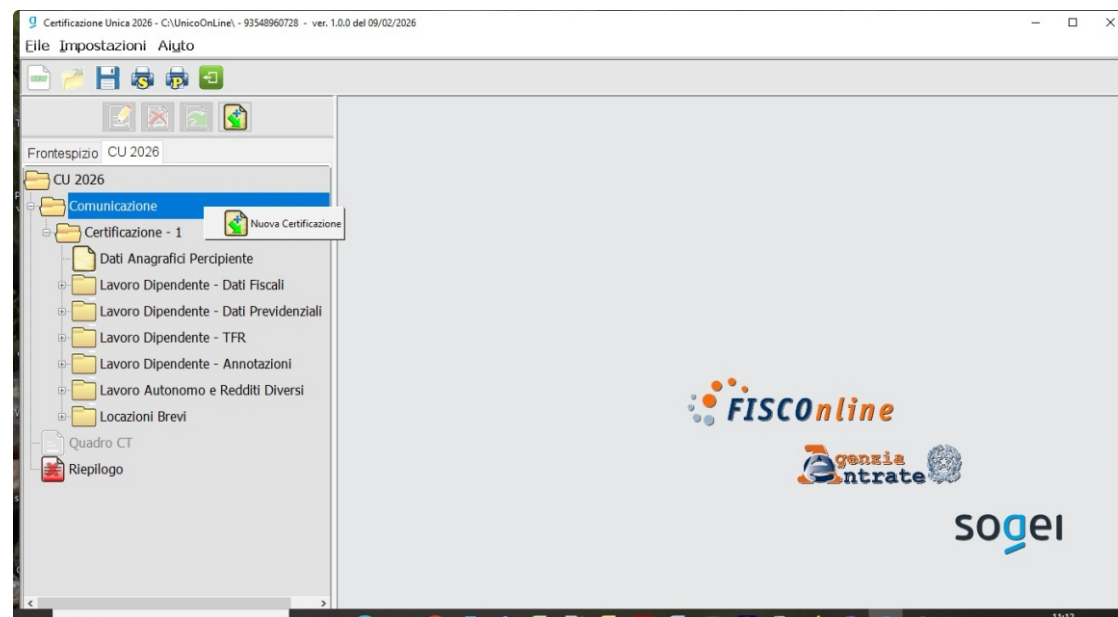 Certificazione Unica 2026 - C:\UnicoOnLine\ - 93548960728 - ver. 1.0.0 del 09/02/2026
File Impostazioni Aiuto
Frontespizio CU 2026
CU 2026
Comunicazione
Nuova Certificazione
Certificazione - 1
Dati Anagrafici Percipiente
Lavoro Dipendente - Dati Fiscali
Lavoro Dipendente - Dati Previdenziali
Lavoro Dipendente - TFR
Lavoro Dipendente - Annotazioni
Lavoro Autonomo e Redditi Diversi
Locazioni Brevi
Quadro CT
Riepilogo
FISCOnline
Agenzia
Entrate
sogei